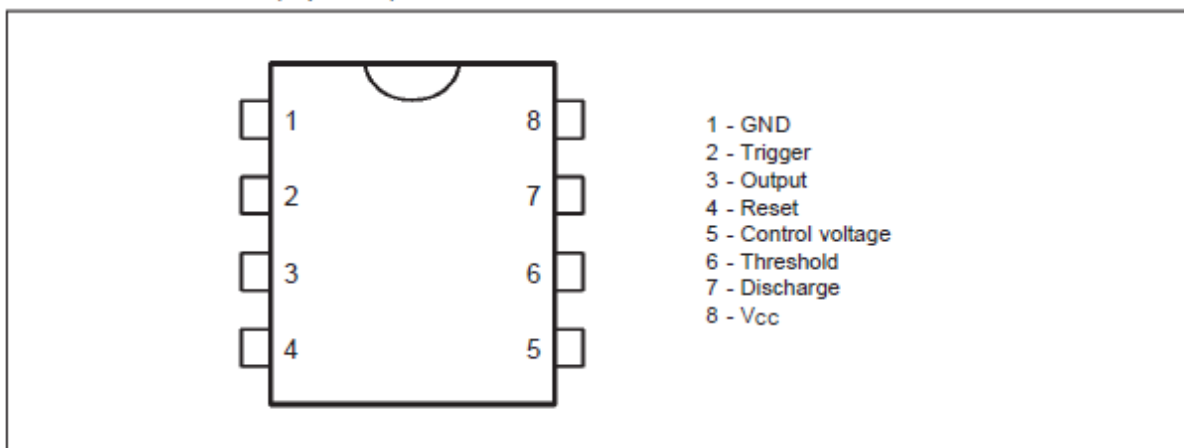 1 8
2 7
3 6
4 5
1 - GND
2 - Trigger
3 - Output
4 - Reset
5 - Control voltage
6 - Threshold
7 - Discharge
8 - VCC